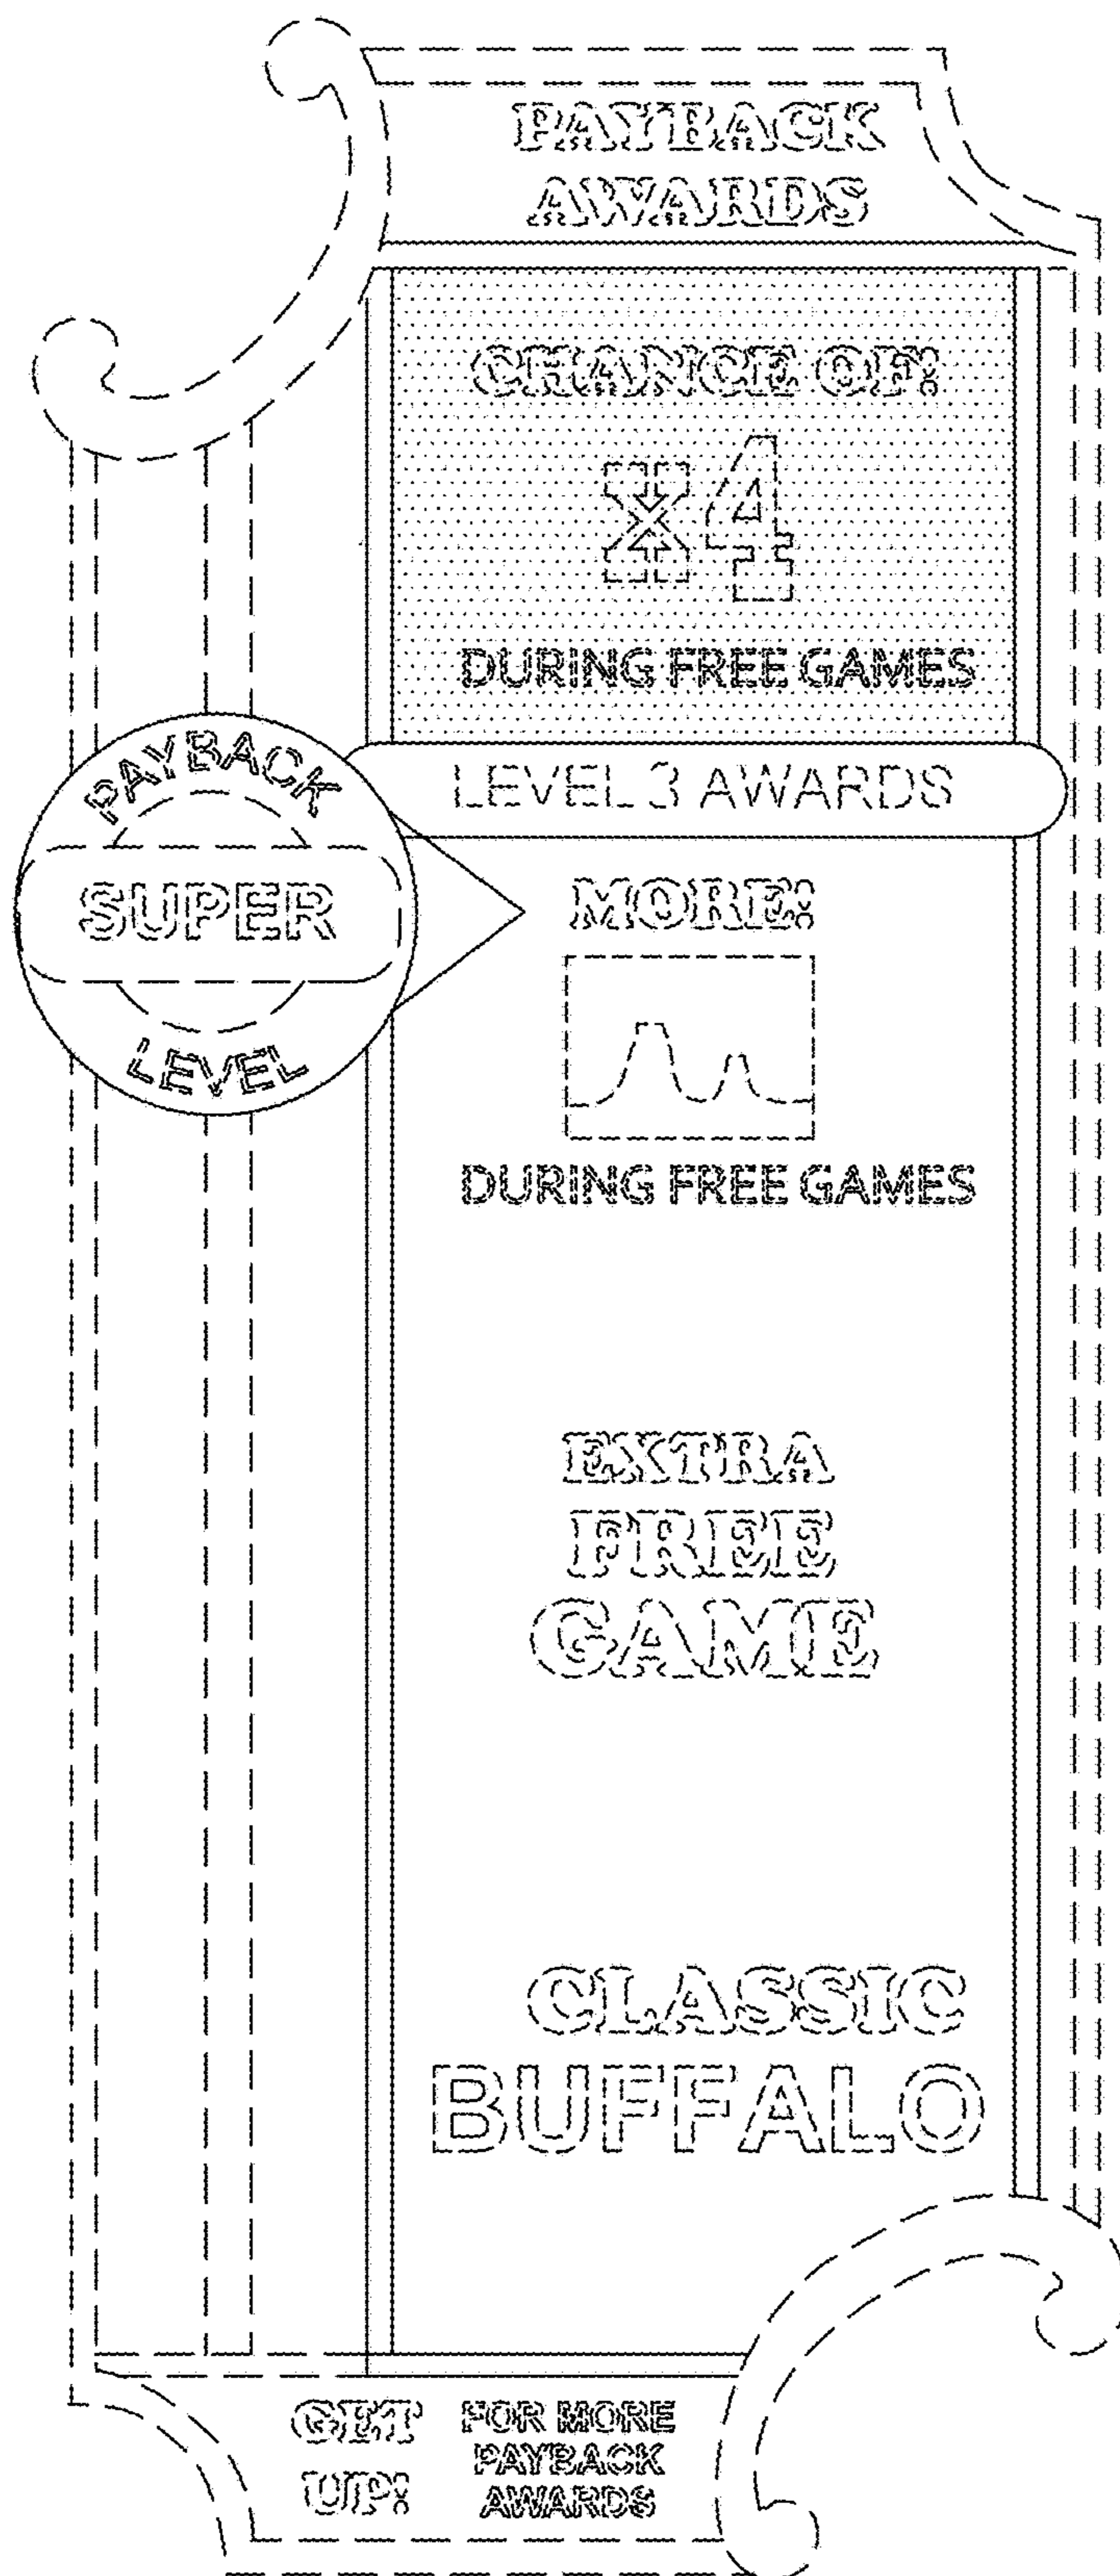 PAYBACK
AWARDS
CHANCE OF!
X4
DURING FREE GAMES
LEVEL 3 AWARDS
PAYBACK
SUPER
LEVEL
MORE!
DURING FREE GAMES
EXTRA
FREE
GAME
CLASSIC
BUFFALO
GET
UP!
FOR MORE
PAYBACK
AWARDS